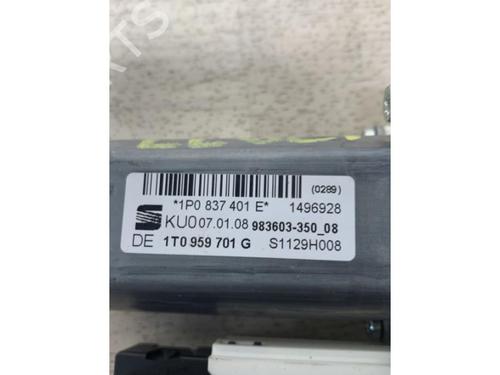 (0289)
*1P0 837 401 E* 1496928
KU0 07.01.08 983603-350_08
DE 1T0 959 701 G S1129H008